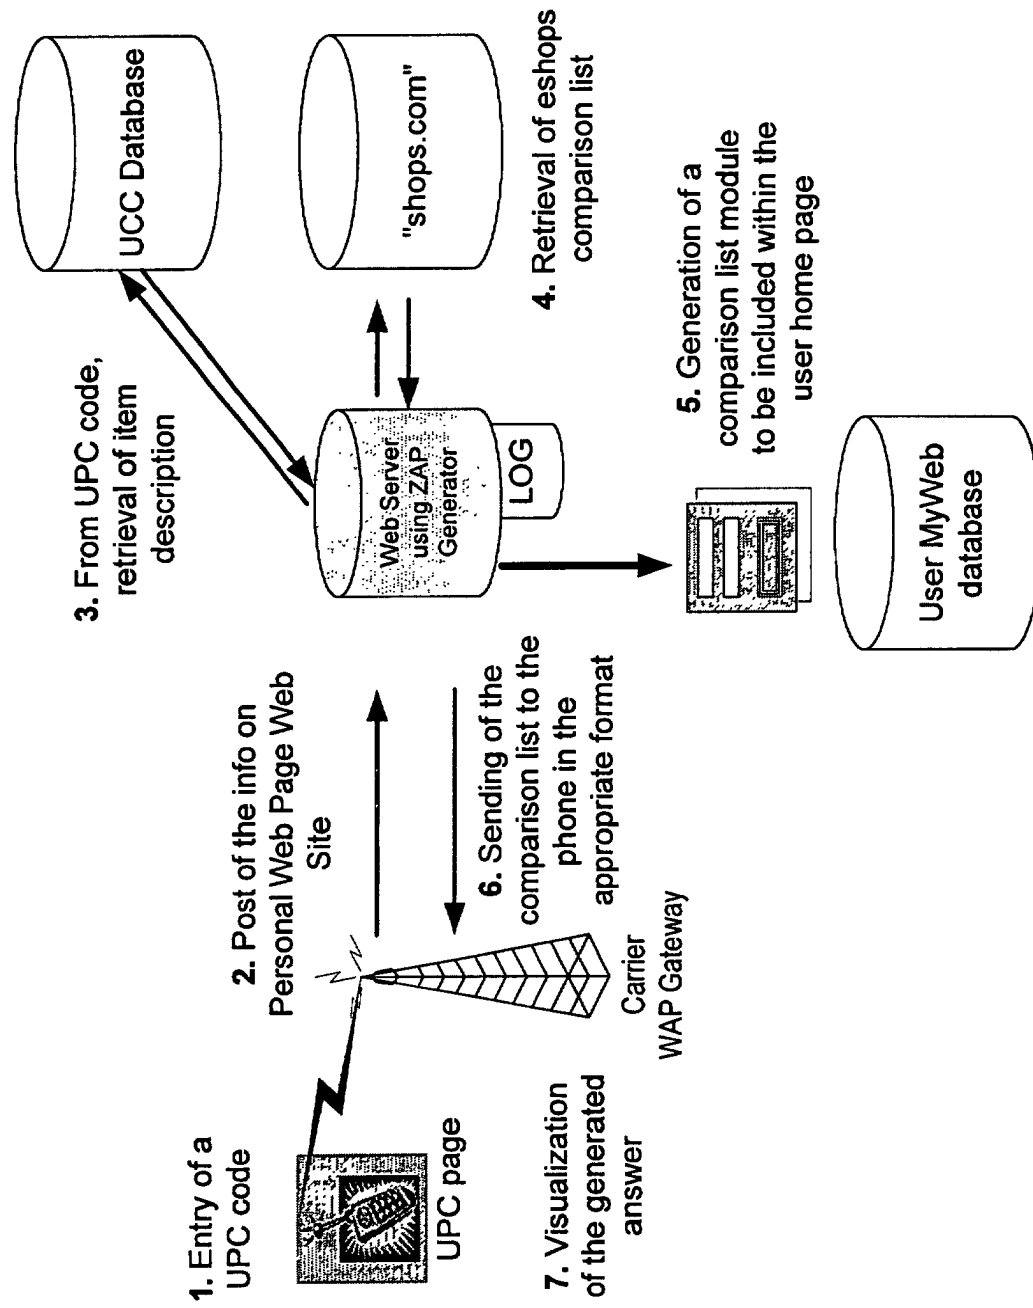 1. Entry of a
UPC code
UPC page
2. Post of the info on
Personal Web Page Web
Site
Carrier
WAP Gateway
3. From UPC code,
retrieval of item
description
UCC Database
"shops.com"
4. Retrieval of eshops
comparison list
Web Server
using ZAP
Generator
LOG
5. Generation of a
comparison list module
to be included within the
user home page
User MyWeb
database
6. Sending of the
comparison list to the
phone in the
appropriate format
7. Visualization
of the generated
answer